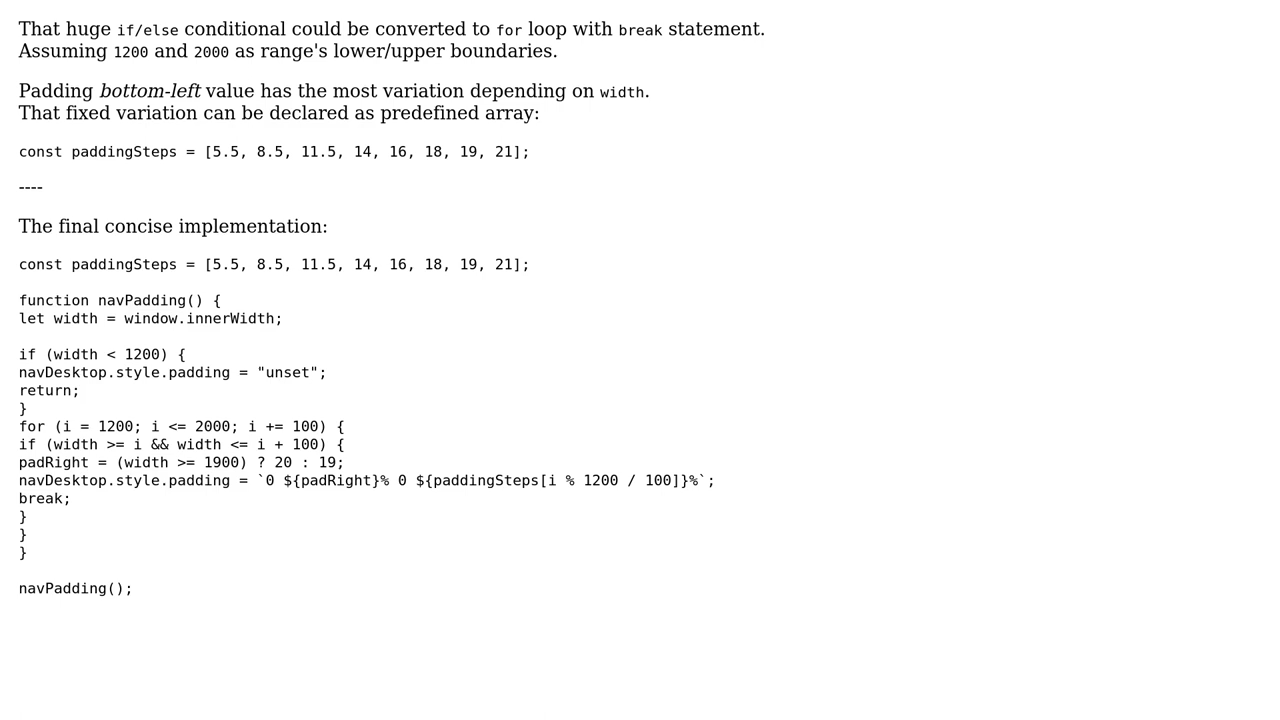 That huge if/else conditional could be converted to for loop with break statement.
Assuming 1200 and 2000 as range's lower/upper boundaries.
Padding bottom-left value has the most variation depending on width.
That fixed variation can be declared as predefined array:
const paddingSteps = [5.5, 8.5, 11.5, 14, 16, 18, 19, 21];
----
The final concise implementation:
const paddingSteps = [5.5, 8.5, 11.5, 14, 16, 18, 19, 21];
function navPadding() {
let width = window.innerWidth;
if (width < 1200) {
navDesktop.style.padding = "unset";
return;
}
for (i = 1200; i <= 2000; i += 100) {
if (width >= i && width <= i + 100) {
padRight = (width >= 1900) ? 20 : 19;
navDesktop.style.padding = `0 ${padRight}% 0 ${paddingSteps[i % 1200 / 100]}%`;
break;
}
}
}
navPadding();